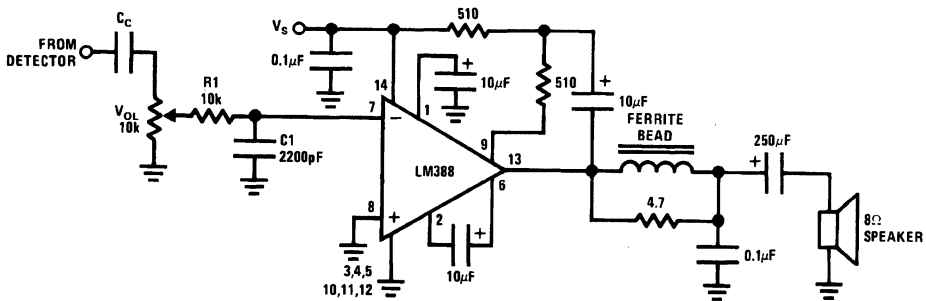 C_C
FROM
DETECTOR
V_OL
10k
R1
10k
C1
2200pF
V_S
0.1μF
510
14
7
1
10μF
510
10μF
9
LM388
13
6
8
2
10μF
3,4,5
10,11,12
−
+
+
+
+
FERRITE
BEAD
4.7
0.1μF
+
250μF
8Ω
SPEAKER